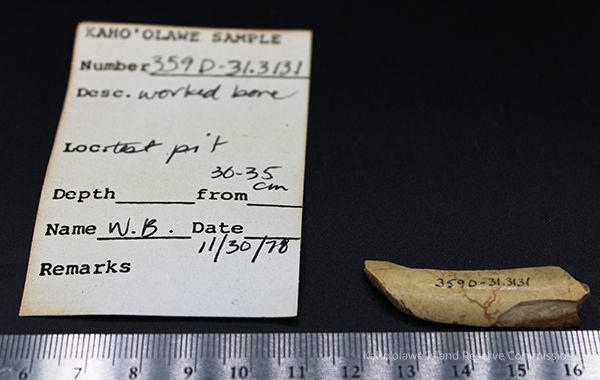 KAHO'OLAWE SAMPLE
Number 359D-31.3131
Desc. worked bone
Loc. test pit
30-35
Depth from cm
Name W.B. Date
11/30/78
Remarks
359D-31.3131
Kaho'olawe Island Reserve Commission
6 7 8 9 10 11 12 13 14 15 16